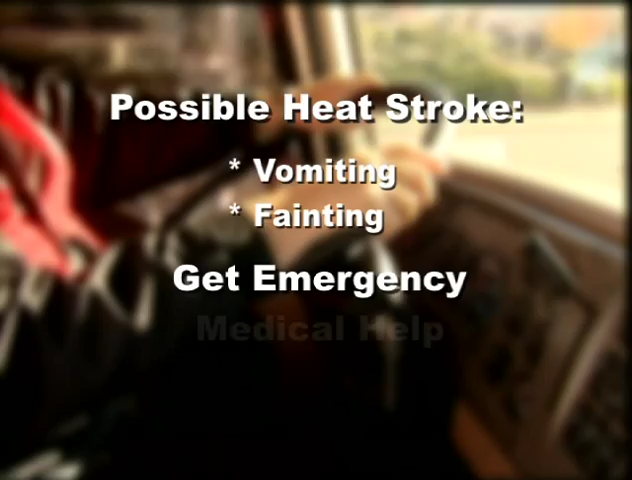 Possible Heat Stroke:
* Vomiting
* Fainting
Get Emergency
Medical Help